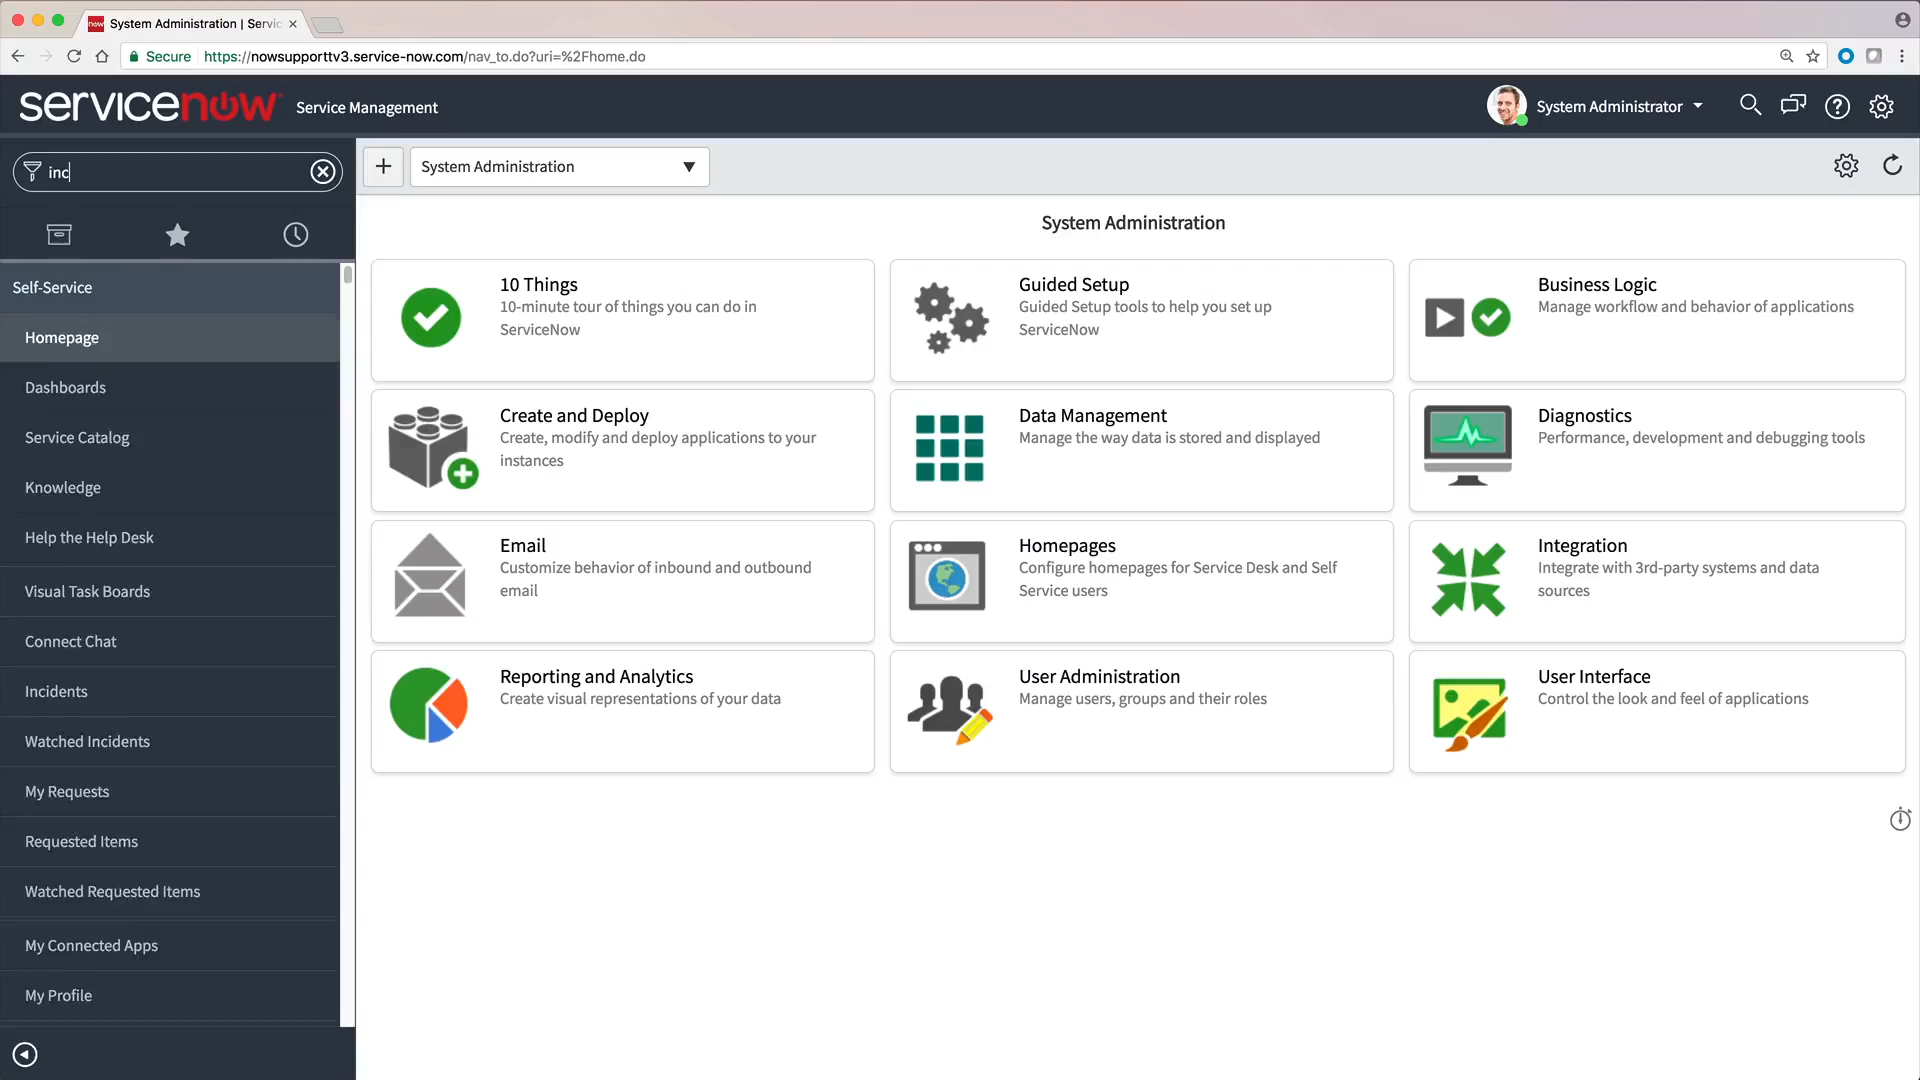 System Administration | Servic
Secure
https://nowsupporttv3.service-now.com/nav_to.do?uri=%2Fhome.do
servicenow
Service Management
System Administrator
inc
System Administration
System Administration
Self-Service
Homepage
Dashboards
Service Catalog
Knowledge
Help the Help Desk
Visual Task Boards
Connect Chat
Incidents
Watched Incidents
My Requests
Requested Items
Watched Requested Items
My Connected Apps
My Profile
10 Things
10-minute tour of things you can do in
ServiceNow
Guided Setup
Guided Setup tools to help you set up
ServiceNow
Business Logic
Manage workflow and behavior of applications
Create and Deploy
Create, modify and deploy applications to your
instances
Data Management
Manage the way data is stored and displayed
Diagnostics
Performance, development and debugging tools
Email
Customize behavior of inbound and outbound
email
Homepages
Configure homepages for Service Desk and Self
Service users
Integration
Integrate with 3rd-party systems and data
sources
Reporting and Analytics
Create visual representations of your data
User Administration
Manage users, groups and their roles
User Interface
Control the look and feel of applications